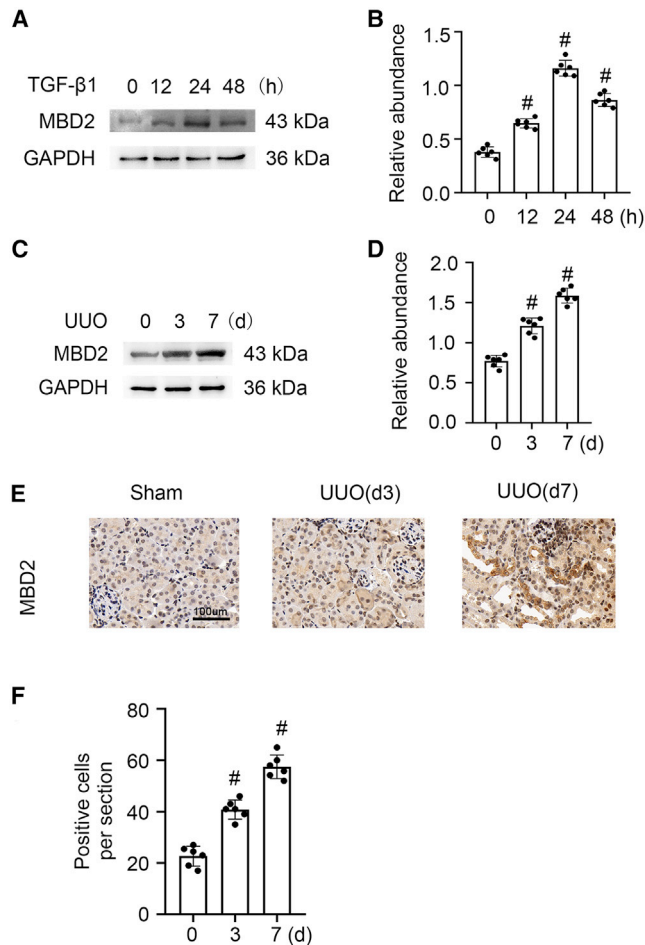 A
TGF-β1 0 12 24 48 (h)
MBD2 43 kDa
GAPDH 36 kDa
B
Relative abundance
1.5
1.0
0.5
0.0
0 12 24 48 (h)
# # #
C
UUO 0 3 7 (d)
MBD2 43 kDa
GAPDH 36 kDa
D
Relative abundance
2.0
1.5
1.0
0.5
0.0
0 3 7 (d)
# #
E
Sham UUO(d3) UUO(d7)
MBD2
100um
F
Positive cells
per section
80
60
40
20
0
0 3 7 (d)
# #